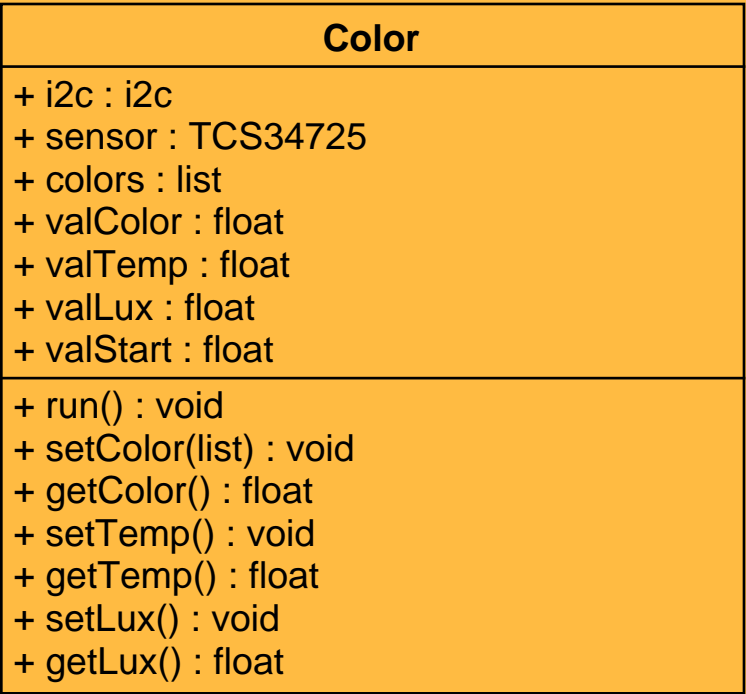 Color
+ i2c : i2c
+ sensor : TCS34725
+ colors : list
+ valColor : float
+ valTemp : float
+ valLux : float
+ valStart : float
+ run() : void
+ setColor(list) : void
+ getColor() : float
+ setTemp() : void
+ getTemp() : float
+ setLux() : void
+ getLux() : float